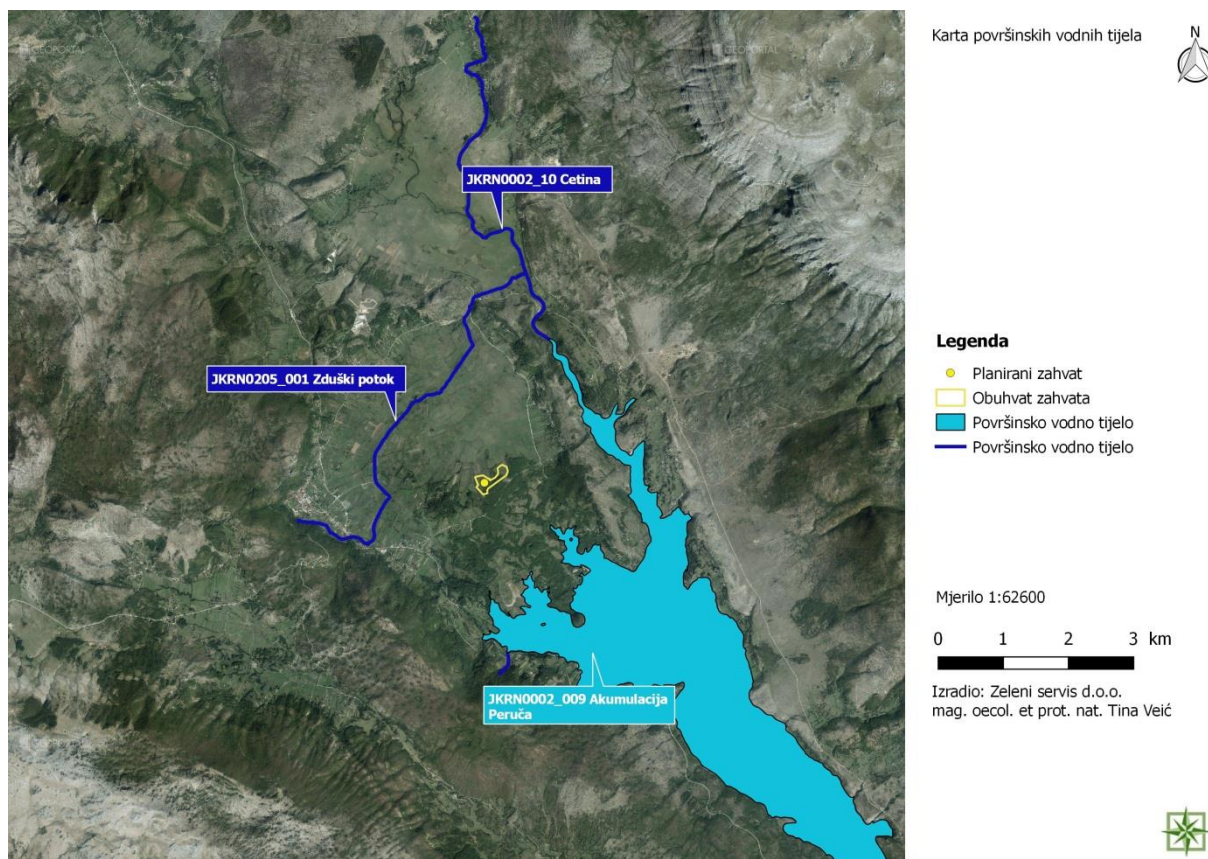 GEOPORTAL
GEOPORTAL
Karta površinskih vodnih tijela
N
JKRN0002_10 Cetina
JKRN0205_001 Zduški potok
JKRN0002_009 Akumulacija
Peruča
Legenda
Planirani zahvat
Obuhvat zahvata
Površinsko vodno tijelo
Površinsko vodno tijelo
Mjerilo 1:62600
0 1 2 3 km
Izradio: Zeleni servis d.o.o.
mag. oecol. et prot. nat. Tina Veić